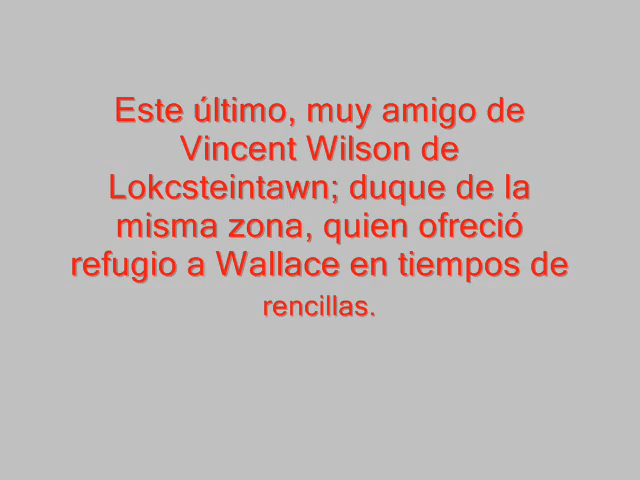 Este último, muy amigo de
Vincent Wilson de
Lokcsteintawn; duque de la
misma zona, quien ofreció
refugio a Wallace en tiempos de
rencillas.